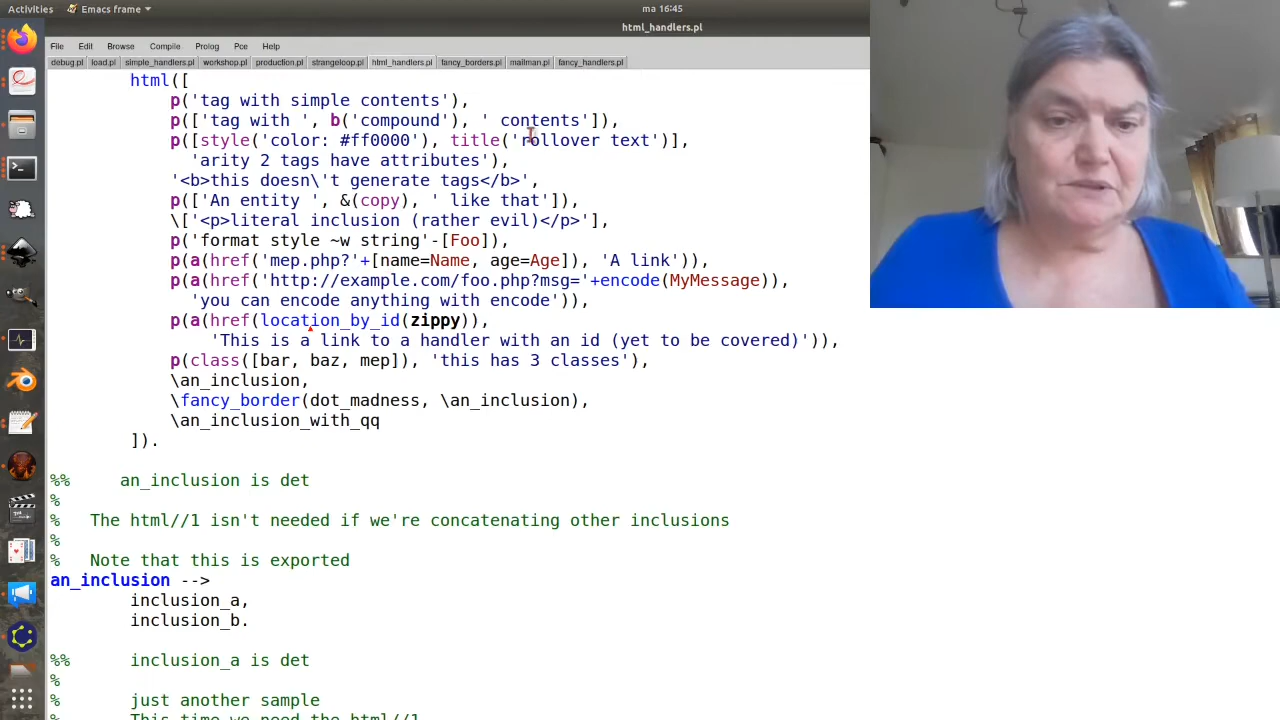 Activities Emacs frame ma 16:45
html_handlers.pl
File Edit Browse Compile Prolog Pce Help
debug.pl load.pl simple_handlers.pl workshop.pl production.pl strangeloop.pl html_handlers.pl fancy_borders.pl mailman.pl fancy_handlers.pl
html([
p('tag with simple contents'),
p(['tag with ', b('compound'), ' contents']),
p([style('color: #ff0000'), title('rollover text')],
'arity 2 tags have attributes'),
'<b>this doesn\'t generate tags</b>',
p(['An entity ', &(copy), ' like that']),
\['<p>literal inclusion (rather evil)</p>'],
p('format style ~w string'-[Foo]),
p(a(href('mep.php?'+[name=Name, age=Age]), 'A link')),
p(a(href('http://example.com/foo.php?msg='+encode(MyMessage)),
'you can encode anything with encode')),
p(a(href(location_by_id(zippy)),
'This is a link to a handler with an id (yet to be covered)')),
p(class([bar, baz, mep]), 'this has 3 classes'),
\an_inclusion,
\fancy_border(dot_madness, \an_inclusion),
\an_inclusion_with_qq
]).
%% an_inclusion is det
%
% The html//1 isn't needed if we're concatenating other inclusions
%
% Note that this is exported
an_inclusion -->
inclusion_a,
inclusion_b.
%% inclusion_a is det
%
% just another sample
% This time we need the html//1